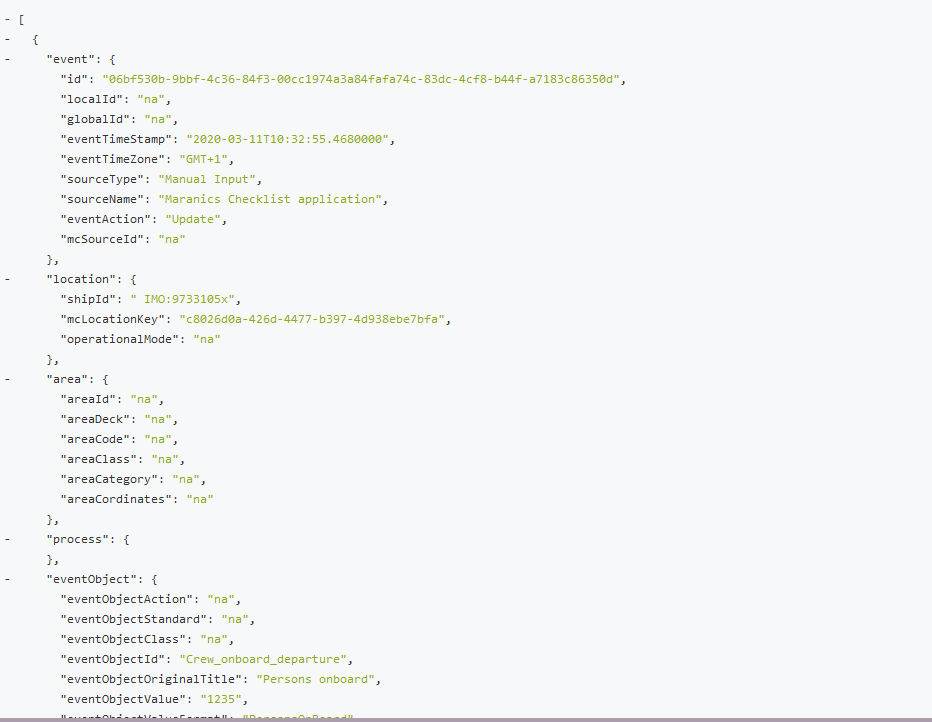 - [
-   {
-     "event": {
        "id": "06bf530b-9bbf-4c36-84f3-00cc1974a3a84fafa74c-83dc-4cf8-b44f-a7183c86350d",
        "localId": "na",
        "globalId": "na",
        "eventTimeStamp": "2020-03-11T10:32:55.4680000",
        "eventTimeZone": "GMT+1",
        "sourceType": "Manual Input",
        "sourceName": "Maranics Checklist application",
        "eventAction": "Update",
        "mcSourceId": "na"
      },
-     "location": {
        "shipId": " IMO:9733105x",
        "mcLocationKey": "c8026d0a-426d-4477-b397-4d938ebe7bfa",
        "operationalMode": "na"
      },
-     "area": {
        "areaId": "na",
        "areaDeck": "na",
        "areaCode": "na",
        "areaClass": "na",
        "areaCategory": "na",
        "areaCordinates": "na"
      },
-     "process": {
      },
-     "eventObject": {
        "eventObjectAction": "na",
        "eventObjectStandard": "na",
        "eventObjectClass": "na",
        "eventObjectId": "Crew_onboard_departure",
        "eventObjectOriginalTitle": "Persons onboard",
        "eventObjectValue": "1235",
        "eventObjectValueFormat": "PersonsOnBoard"